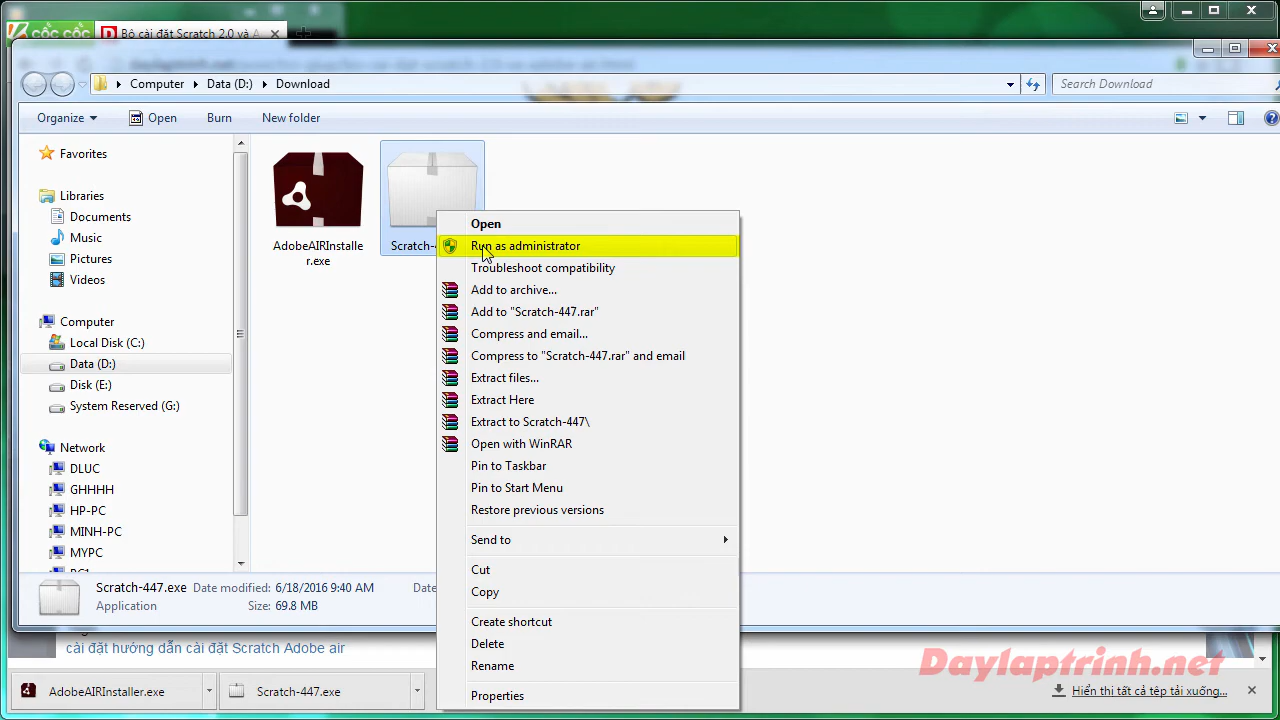 CỐC CỐC
Bộ cài đặt Scratch 2.0 và A
Computer
Data (D:)
Download
Search Download
Organize
Open
Burn
New folder
Favorites
Libraries
Documents
Music
Pictures
Videos
Computer
Local Disk (C:)
Data (D:)
Disk (E:)
System Reserved (G:)
Network
DLUC
GHHHH
HP-PC
MINH-PC
MYPC
AdobeAIRInstalle
r.exe
Scratch-4
Open
Run as administrator
Troubleshoot compatibility
Add to archive...
Add to "Scratch-447.rar"
Compress and email...
Compress to "Scratch-447.rar" and email
Extract files...
Extract Here
Extract to Scratch-447\
Open with WinRAR
Pin to Taskbar
Pin to Start Menu
Restore previous versions
Send to
Cut
Copy
Create shortcut
Delete
Rename
Properties
Scratch-447.exe
Date modified: 6/18/2016 9:40 AM
Date
Application
Size: 69.8 MB
cài đặt hướng dẫn cài đặt Scratch Adobe air
Daylaptrinh.net
AdobeAIRInstaller.exe
Scratch-447.exe
Hiển thị tất cả tệp tải xuống...